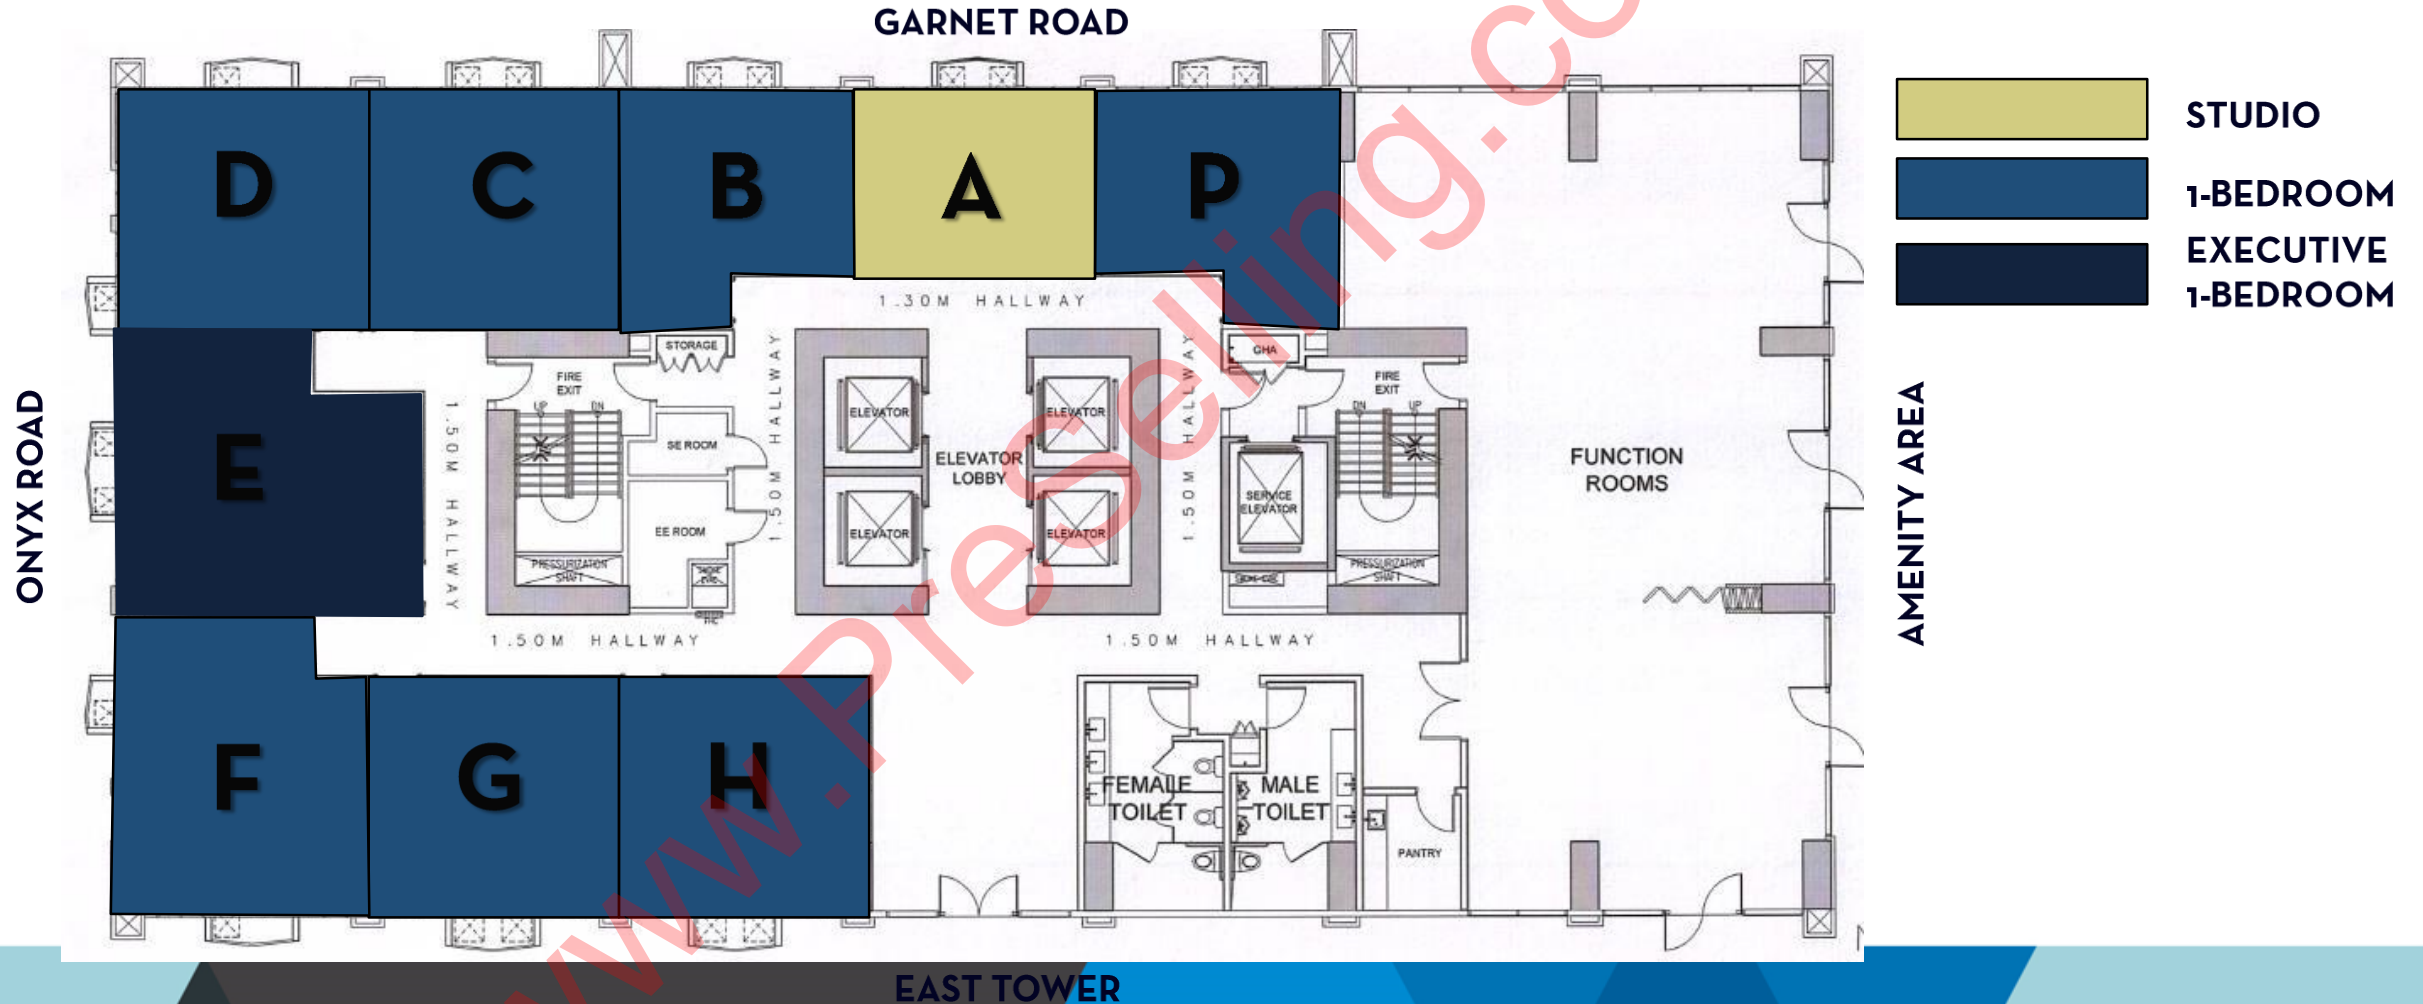 GARNET ROAD
STUDIO
1-BEDROOM
EXECUTIVE
1-BEDROOM
D
C
B
A
P
1.30M HALLWAY
STORAGE
FIRE
EXIT
UP
DN
SE ROOM
EE ROOM
PRESSURIZATION
SHAFT
FHC
1.50M HALLWAY
1.50M HALLWAY
ELEVATOR
ELEVATOR
ELEVATOR
LOBBY
ELEVATOR
ELEVATOR
1.50M HALLWAY
GHA
FIRE
EXIT
DN
UP
SERVICE
ELEVATOR
PRESSURIZATION
SHAFT
FUNCTION
ROOMS
ONYX ROAD
AMENITY AREA
E
1.50M HALLWAY
1.50M HALLWAY
F
G
H
FEMALE
TOILET
MALE
TOILET
PANTRY
EAST TOWER
www.PreSelling.co